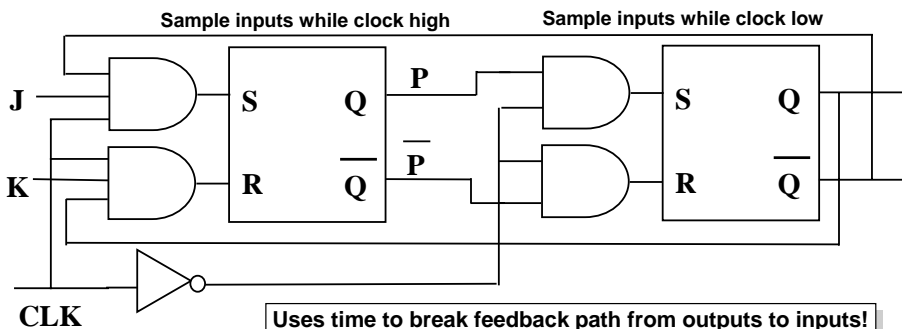 Sample inputs while clock high
Sample inputs while clock low
J
K
CLK
S
Q
R
Q̅
P
P̅
S
Q
R
Q̅
Uses time to break feedback path from outputs to inputs!